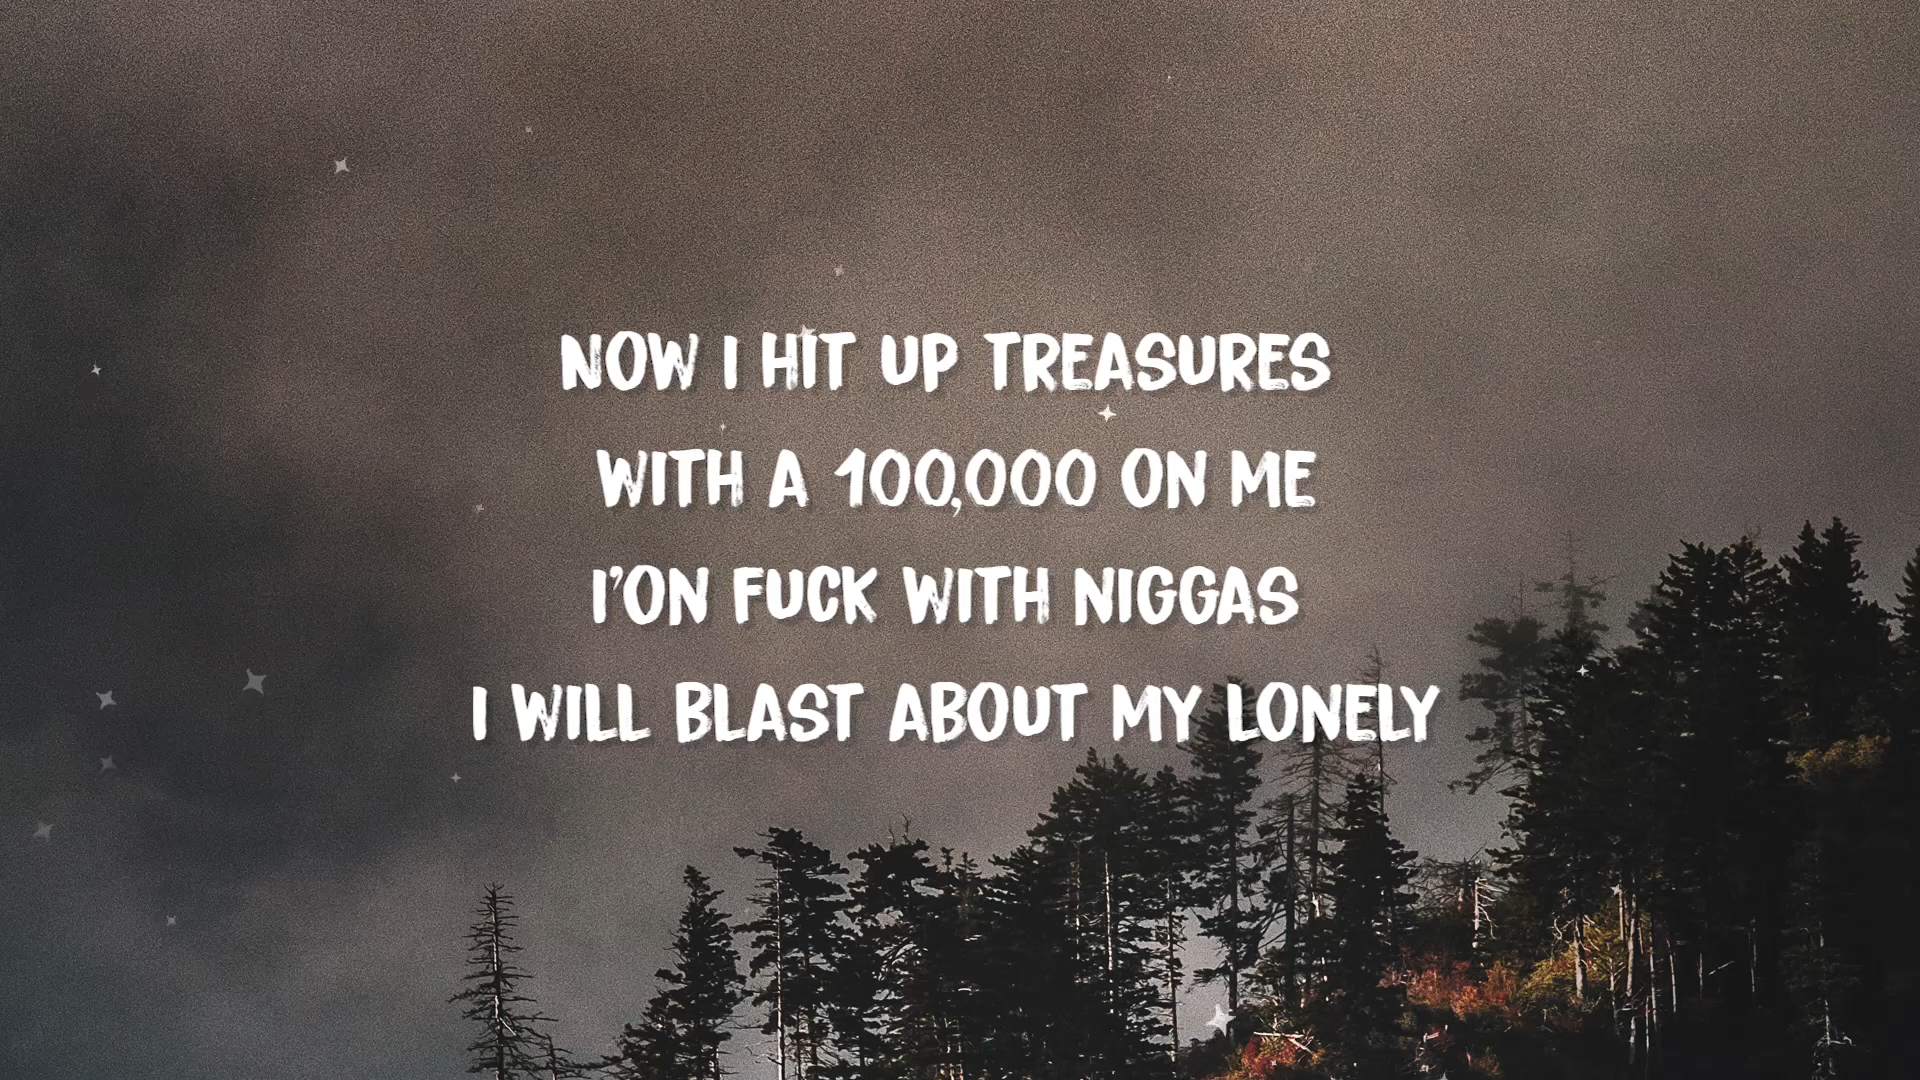 NOW I HIT UP TREASURES
WITH A 100,000 ON ME
I'ON FUCK WITH NIGGAS
I WILL BLAST ABOUT MY LONELY